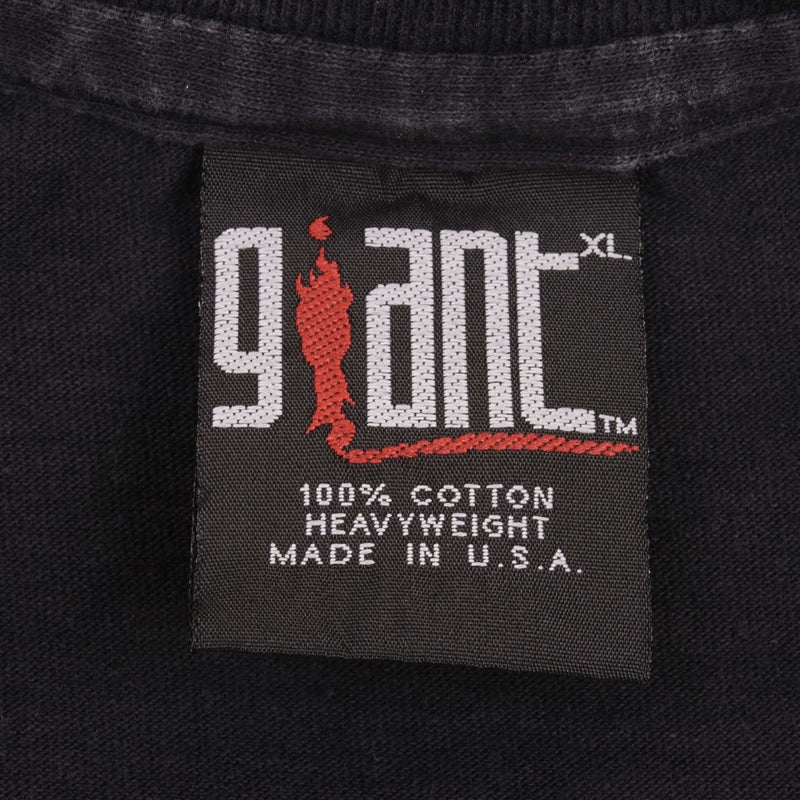 giant XL.
TM
100% COTTON
HEAVYWEIGHT
MADE IN U.S.A.